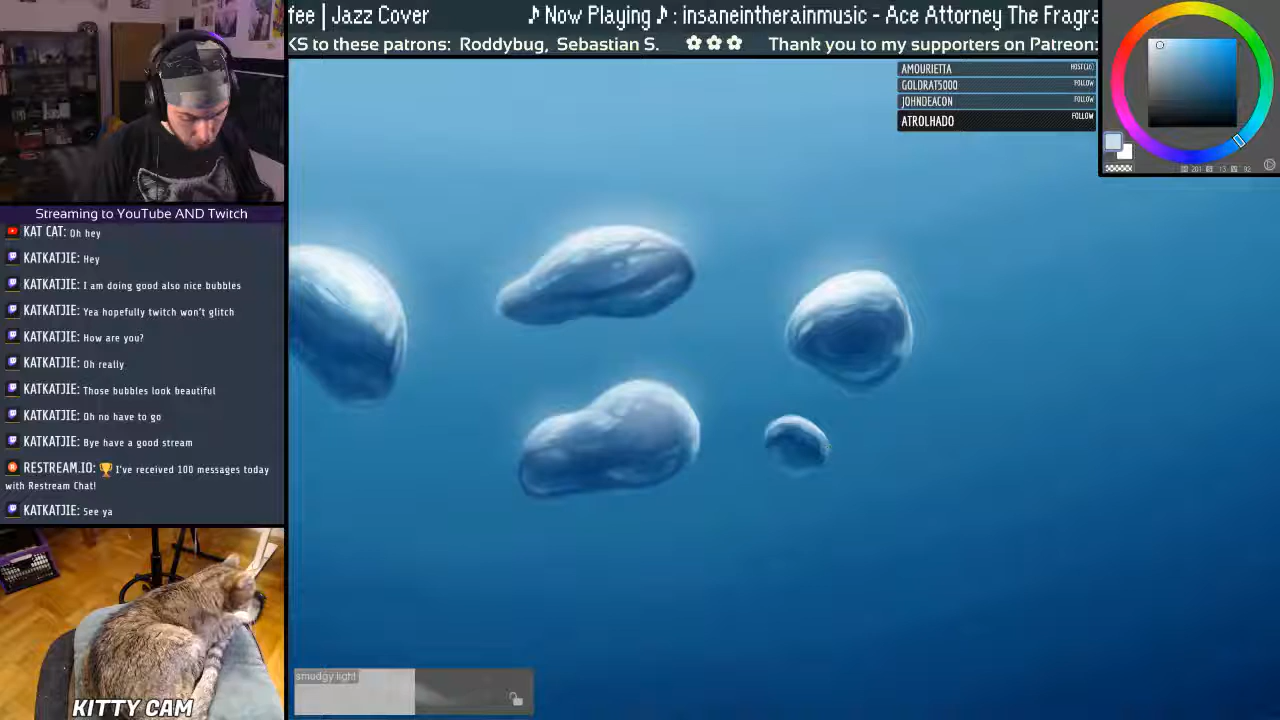 fee | Jazz Cover
♪ Now Playing ♪ : insaneintherainmusic - Ace Attorney The Fragra
KS to these patrons: Roddybug, Sebastian S. ✿ ✿ ✿ Thank you to my supporters on Patreon:
AMOURIETTA
GOLDRAT5000 FOLLOW
JOHNDEACON FOLLOW
ATROLHADO FOLLOW
Streaming to YouTube AND Twitch
KAT CAT: Oh hey
KATKATJIE: Hey
KATKATJIE: I am doing good also nice bubbles
KATKATJIE: Yea hopefully twitch won't glitch
KATKATJIE: How are you?
KATKATJIE: Oh really
KATKATJIE: Those bubbles look beautiful
KATKATJIE: Oh no have to go
KATKATJIE: Bye have a good stream
RESTREAM.IO: 🏆 I've received 100 messages today
with Restream Chat!
KATKATJIE: See ya
KITTY CAM
smudgy light